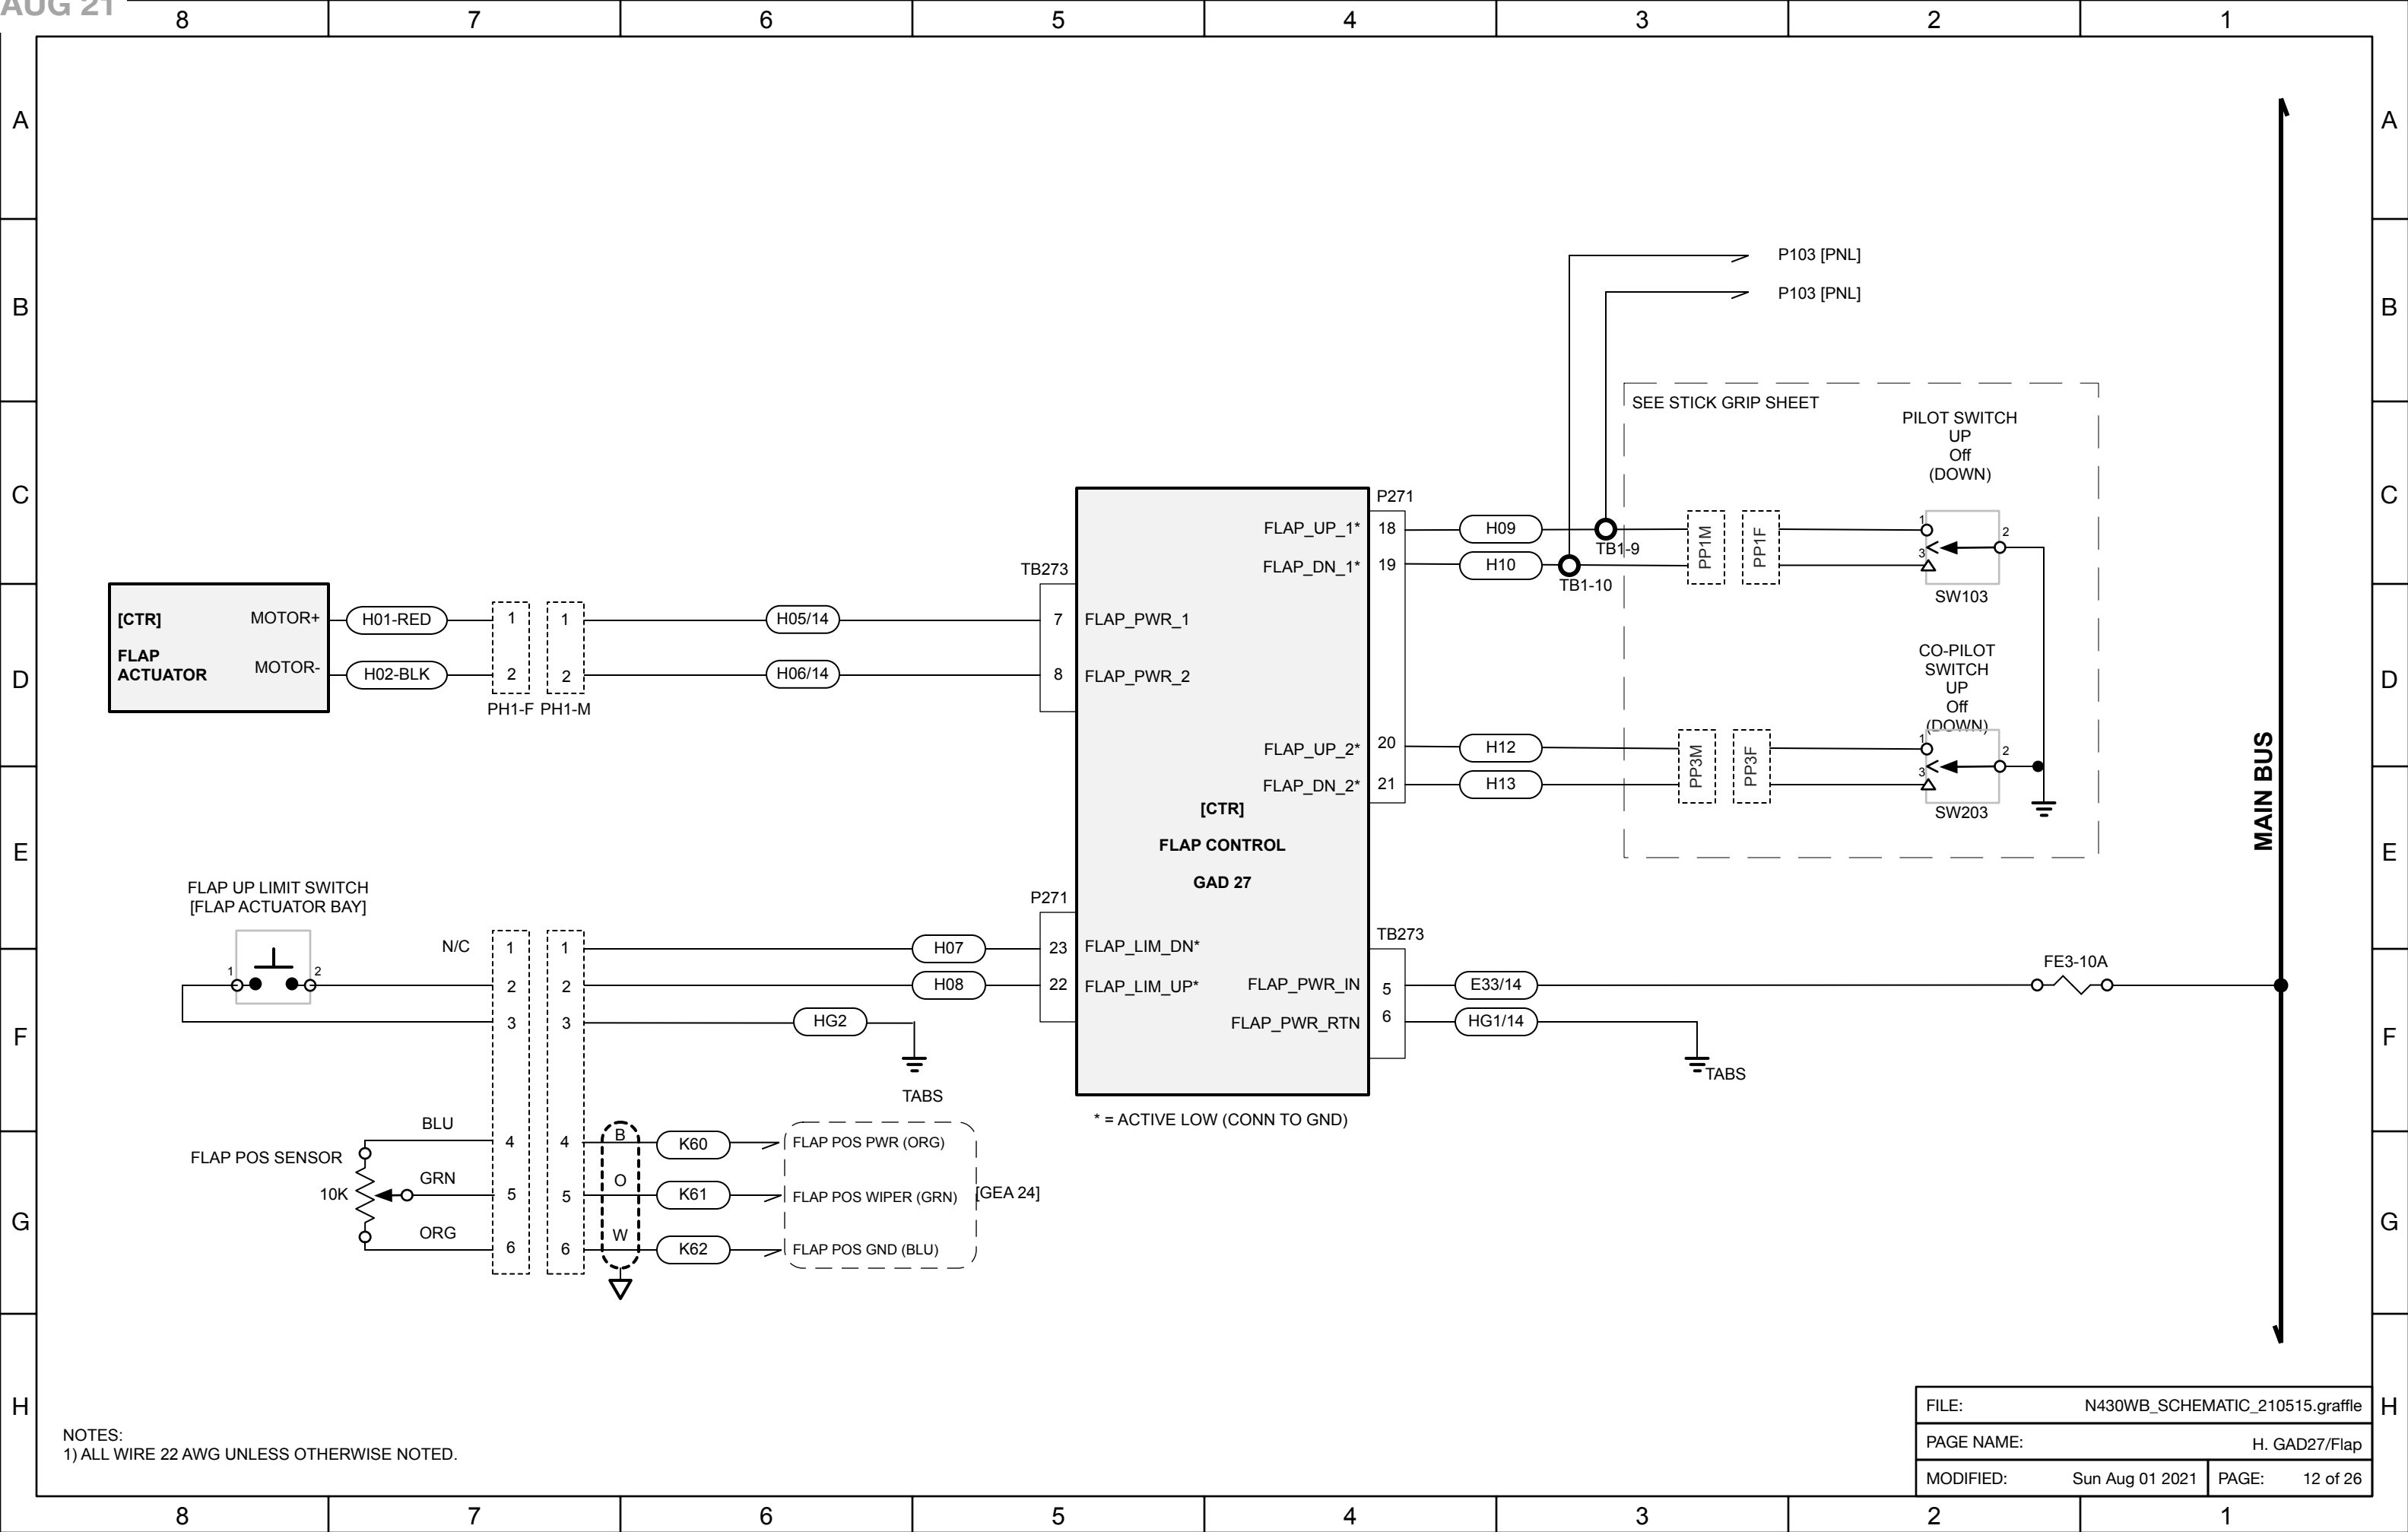 AUG 21
8 7 6 5 4 3 2 1
A A
B B
C C
D D
E E
F F
G G
H H
P103 [PNL]
P103 [PNL]
SEE STICK GRIP SHEET
PILOT SWITCH
UP
Off
(DOWN)
P271
FLAP_UP_1* 18 H09 TB1-9 PP1M PP1F 1 2
FLAP_DN_1* 19 H10 TB1-10 3
SW103
TB273
[CTR]
FLAP
ACTUATOR
MOTOR+ H01-RED 1 1 H05/14 7 FLAP_PWR_1
MOTOR- H02-BLK 2 2 H06/14 8 FLAP_PWR_2
PH1-F PH1-M
CO-PILOT
SWITCH
UP
Off
(DOWN)
FLAP_UP_2* 20 H12 PP3M PP3F 1 2
FLAP_DN_2* 21 H13 3
SW203
[CTR]
FLAP CONTROL
GAD 27
MAIN BUS
FLAP UP LIMIT SWITCH
[FLAP ACTUATOR BAY]
P271
N/C 1 1 H07 23 FLAP_LIM_DN*
1 2 2 2 H08 22 FLAP_LIM_UP*
3 3 HG2
TABS
TB273
FLAP_PWR_IN 5 E33/14 FE3-10A
FLAP_PWR_RTN 6 HG1/14
TABS
* = ACTIVE LOW (CONN TO GND)
FLAP POS SENSOR
10K
BLU 4 4 B K60 FLAP POS PWR (ORG)
GRN 5 5 O K61 FLAP POS WIPER (GRN) [GEA 24]
ORG 6 6 W K62 FLAP POS GND (BLU)
NOTES:
1) ALL WIRE 22 AWG UNLESS OTHERWISE NOTED.
FILE: N430WB_SCHEMATIC_210515.graffle
PAGE NAME: H. GAD27/Flap
MODIFIED: Sun Aug 01 2021 PAGE: 12 of 26
8 7 6 5 4 3 2 1